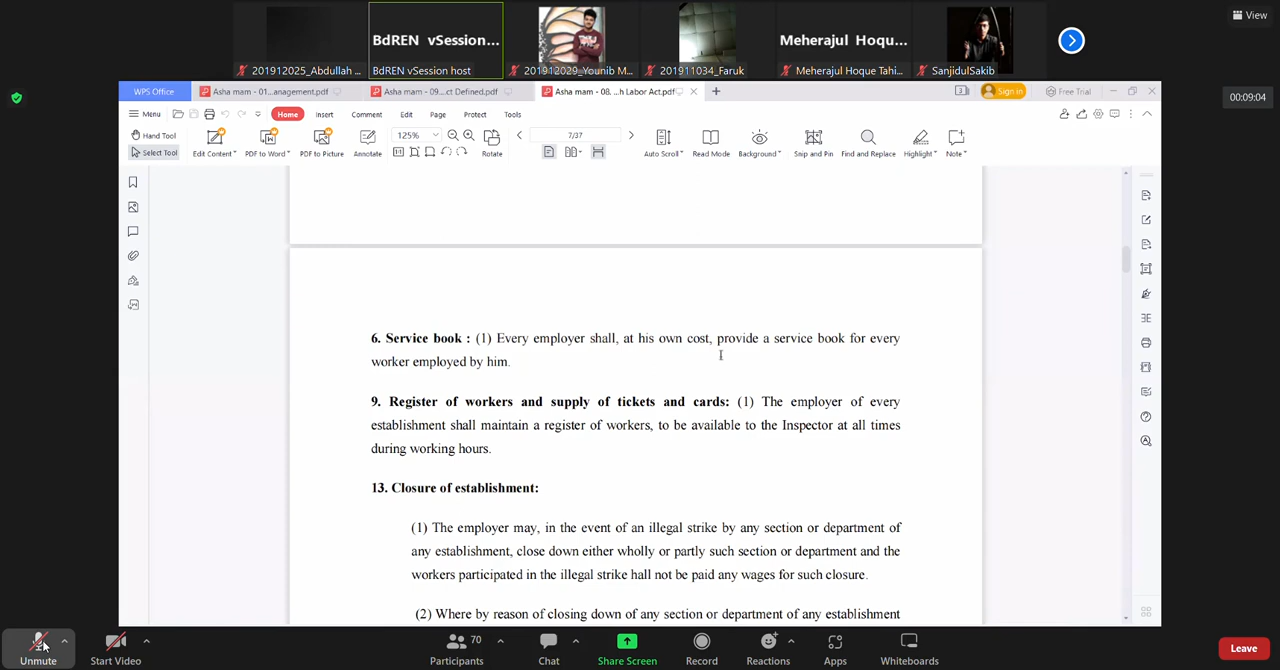 View
BdREN vSession...
Meherajul Hoqu...
201912025_Abdullah ...
BdREN vSession host
201912029_Younib M...
201911034_Faruk
Meherajul Hoque Tahi...
SanjidulSakib
00:09:04
WPS Office
Asha mam - 01...anagement.pdf
Asha mam - 09....ct Defined.pdf
Asha mam - 08. ...h Labor Act.pdf
3
Sign in
Free Trial
Menu
Home
Insert
Comment
Edit
Page
Protect
Tools
Hand Tool
Select Tool
Edit Content
PDF to Word
PDF to Picture
Annotate
125%
Rotate
7/37
Auto Scroll
Read Mode
Background
Snip and Pin
Find and Replace
Highlight
Note
6. Service book : (1) Every employer shall, at his own cost, provide a service book for every
worker employed by him.
9. Register of workers and supply of tickets and cards: (1) The employer of every
establishment shall maintain a register of workers, to be available to the Inspector at all times
during working hours.
13. Closure of establishment:
(1) The employer may, in the event of an illegal strike by any section or department of
any establishment, close down either wholly or partly such section or department and the
workers participated in the illegal strike hall not be paid any wages for such closure.
(2) Where by reason of closing down of any section or department of any establishment
Unmute
Start Video
Participants
70
Chat
Share Screen
Record
Reactions
Apps
Whiteboards
Leave